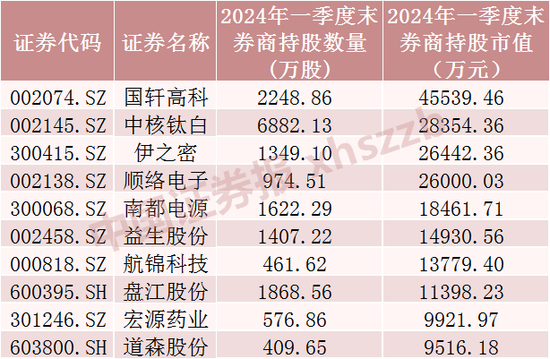 证券代码 证券名称 2024年一季度末券商持股数量(万股) 2024年一季度末券商持股市值(万元)
002074.SZ 国轩高科 2248.86 45539.46
002145.SZ 中核钛白 6882.13 28354.36
300415.SZ 伊之密 1349.10 26442.36
002138.SZ 顺络电子 974.51 26000.03
300068.SZ 南都电源 1622.29 18461.71
002458.SZ 益生股份 1407.22 14930.56
000818.SZ 航锦科技 461.62 13779.40
600395.SH 盘江股份 1868.56 11398.23
301246.SZ 宏源药业 576.86 9921.97
603800.SH 道森股份 409.65 9516.18
中国证券报 xhszzb